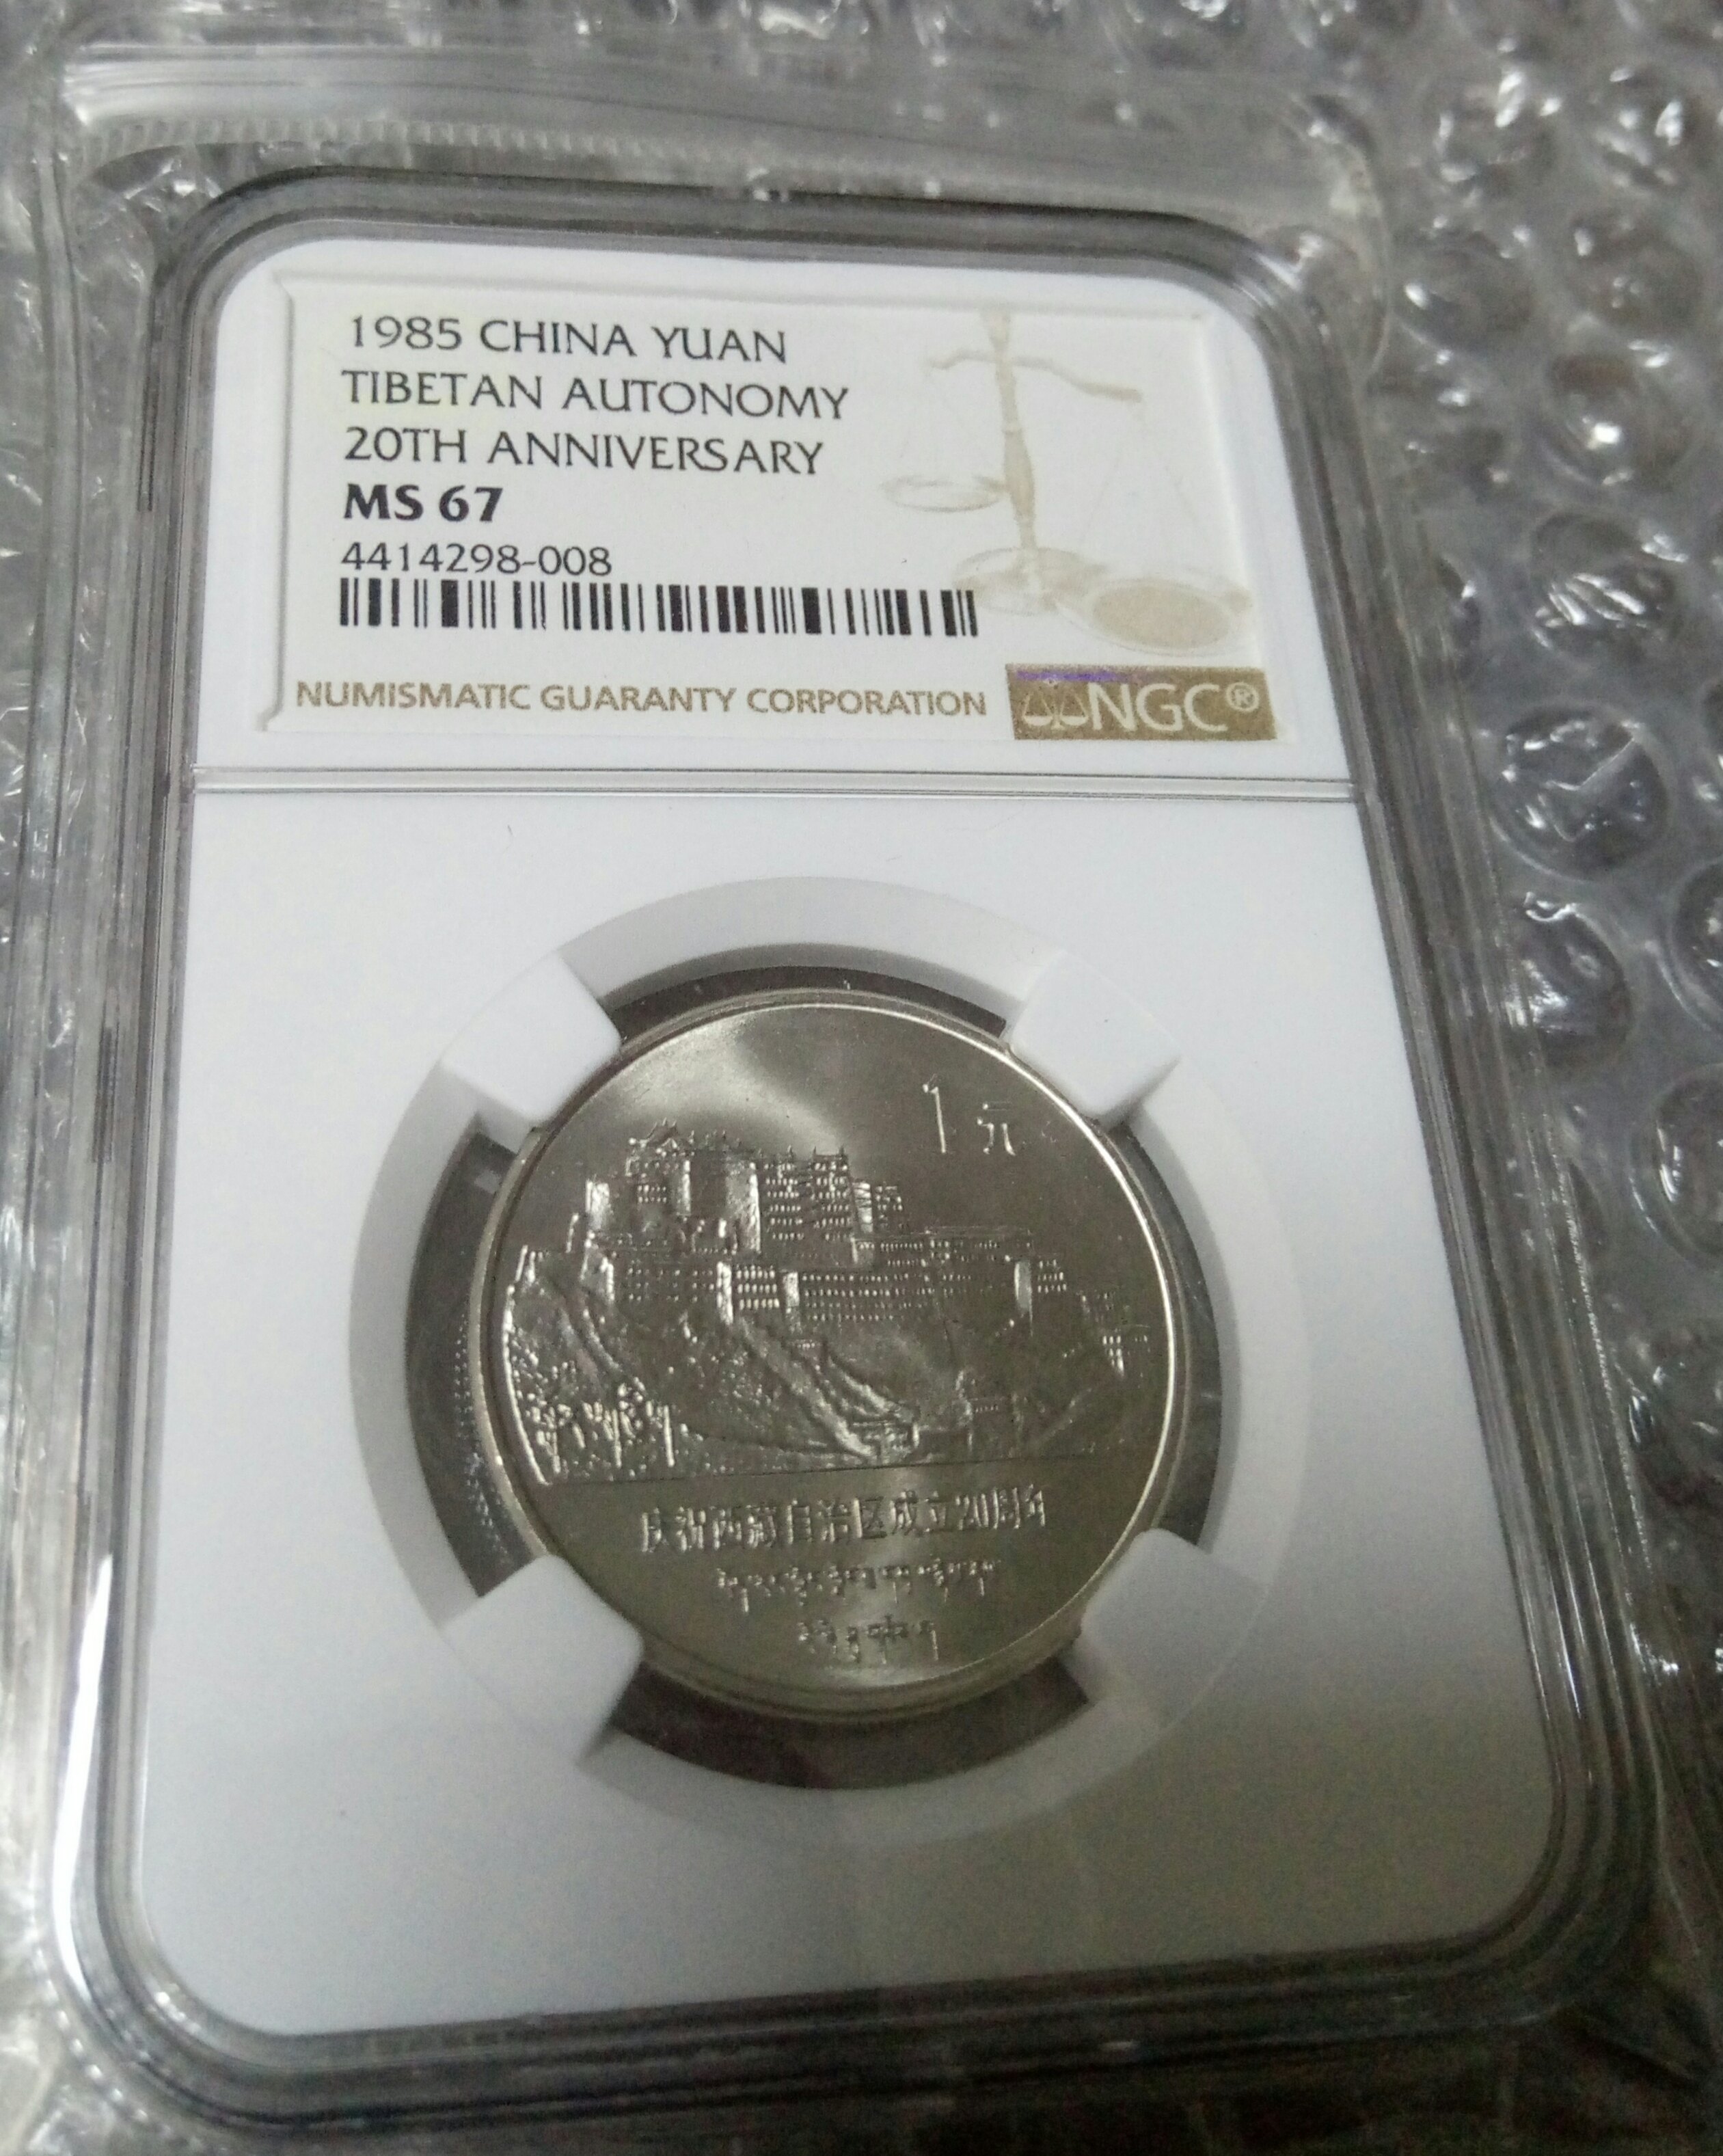 1985 CHINA YUAN
TIBETAN AUTONOMY
20TH ANNIVERSARY
MS 67
4414298-008
NUMISMATIC GUARANTY CORPORATION NGC®
1元
庆祝西藏自治区成立20周年